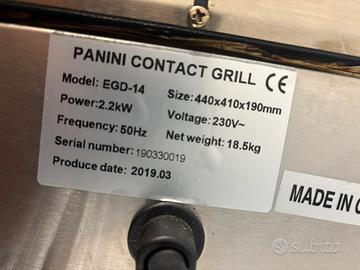 PANINI CONTACT GRILL CE
Model: EGD-14 Size: 440x410x190mm
Power: 2.2kW Voltage: 230V~
Frequency: 50Hz Net weight: 18.5kg
Serial number: 190330019
Produce date: 2019.03
MADE IN
subito